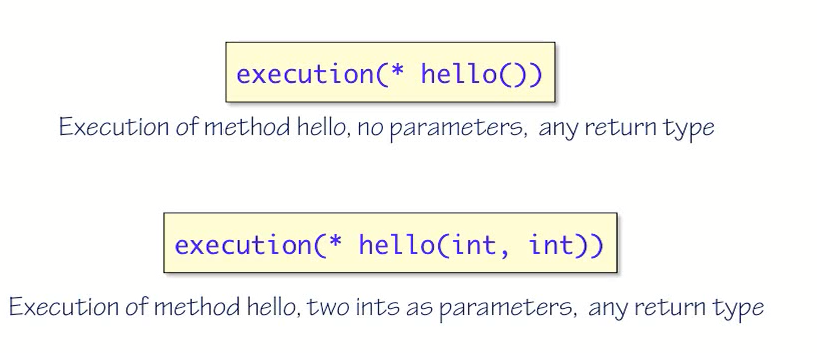 execution(* hello())
Execution of method hello, no parameters, any return type
execution(* hello(int, int))
Execution of method hello, two ints as parameters, any return type